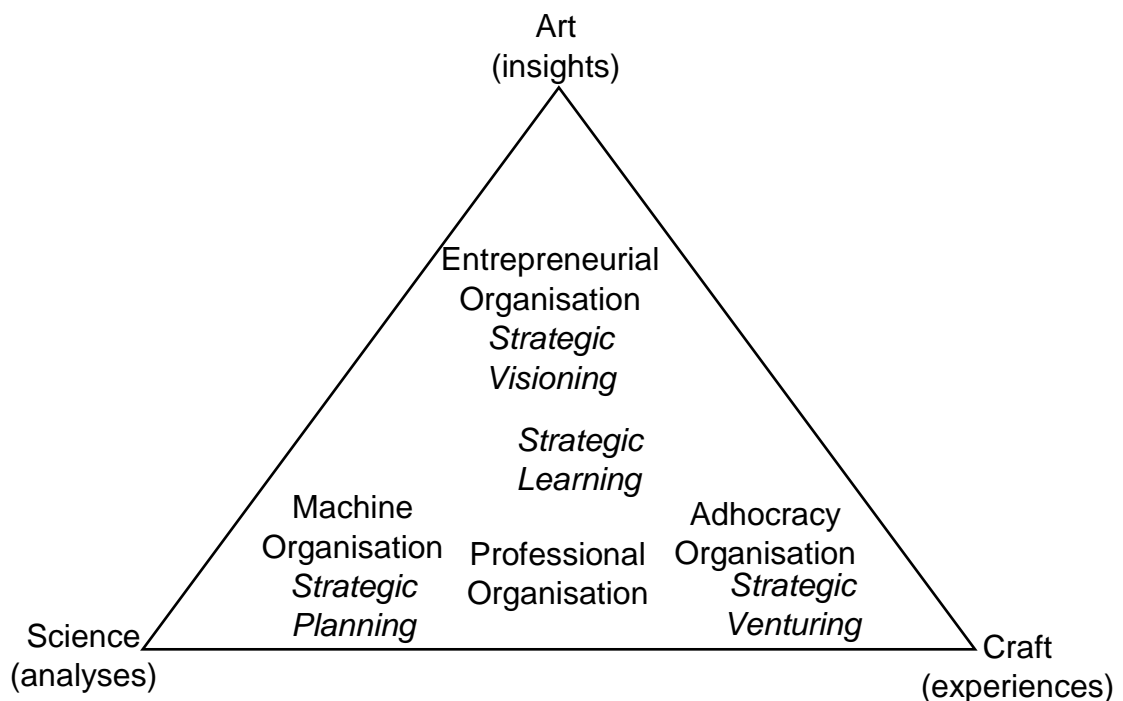 Art
(insights)
Entrepreneurial
Organisation
Strategic
Visioning
Strategic
Learning
Machine
Organisation
Strategic
Planning
Professional
Organisation
Adhocracy
Organisation
Strategic
Venturing
Science
(analyses)
Craft
(experiences)